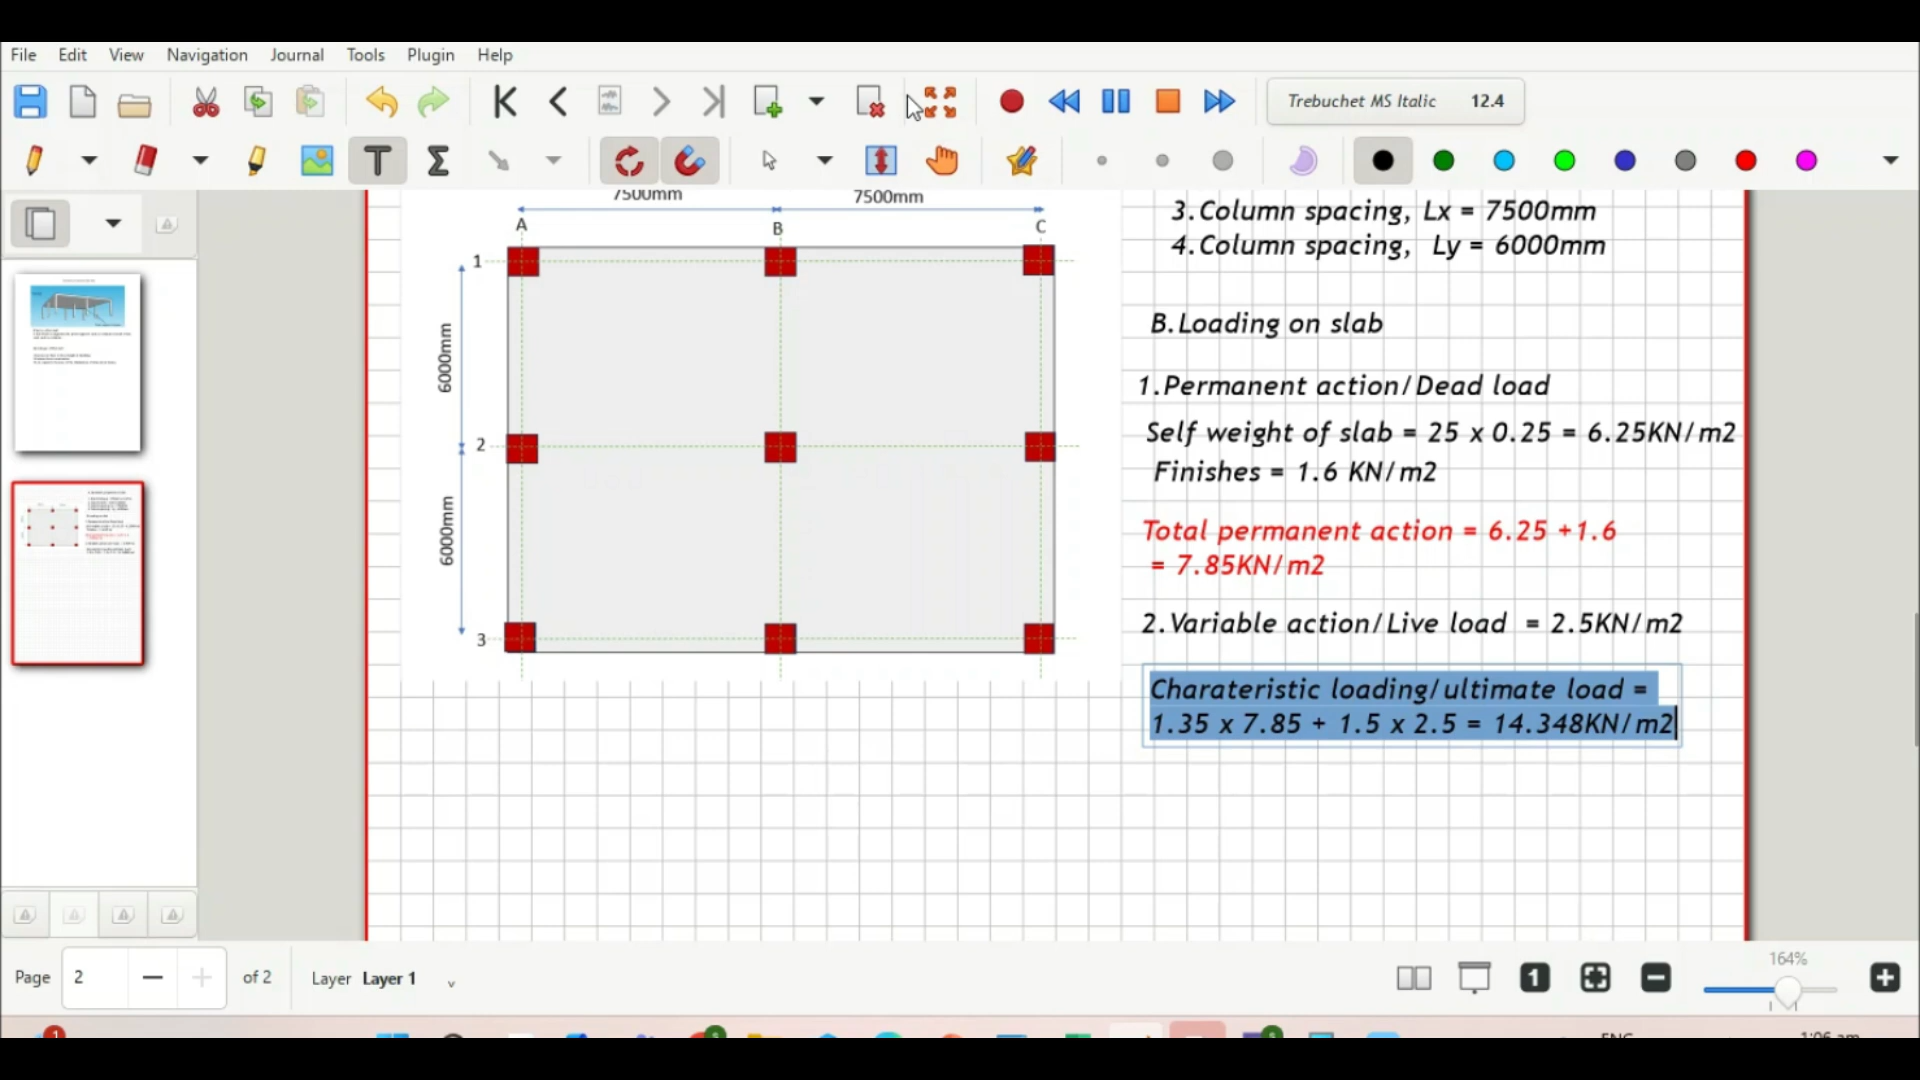 File Edit View Navigation Journal Tools Plugin Help
Trebuchet MS Italic 12.4
7500mm 7500mm
A B C
1
6000mm
2
6000mm
3
3.Column spacing, Lx = 7500mm
4.Column spacing, Ly = 6000mm
B.Loading on slab
1.Permanent action/Dead load
Self weight of slab = 25 x 0.25 = 6.25KN/m2
Finishes = 1.6 KN/m2
Total permanent action = 6.25 +1.6
= 7.85KN/m2
2.Variable action/Live load = 2.5KN/m2
Charateristic loading/ultimate load =
1.35 x 7.85 + 1.5 x 2.5 = 14.348KN/m2
Page 2 of 2 Layer Layer 1
164%